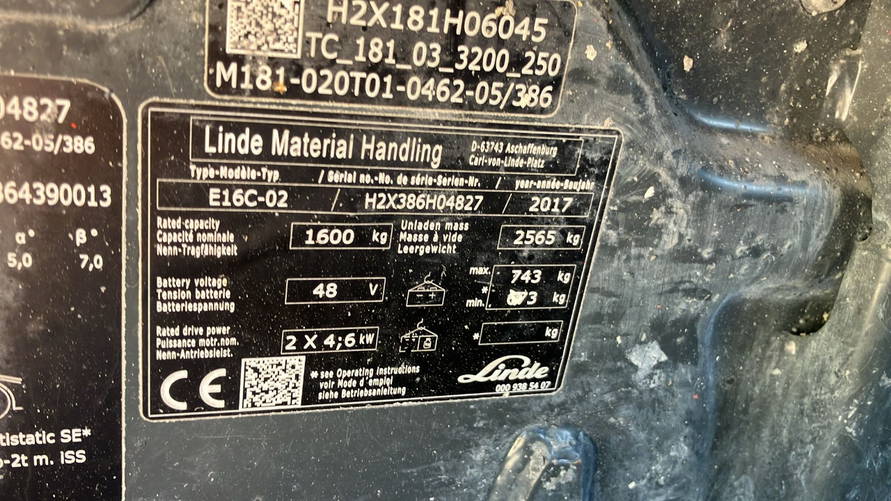 H2X181H06045
TC_181_03_3200_250
M181-020T01-0462-05/386
04827
62-05/386
364390013
α° β°
5,0 7,0
tistatic SE*
-2t m. ISS
Linde Material Handling
D-63743 Aschaffenburg
Carl-von-Linde-Platz
Type-Modèle-Typ / Serial no.-No. de série-Serien-Nr. / year-année-Baujahr
E16C-02 / H2X386H04827 / 2017
Rated capacity
Capacité nominale
Nenn-Tragfähigkeit
1600 kg
Unladen mass
Masse à vide
Leergewicht
2565 kg
Battery voltage
Tension batterie
Batteriespannung
48 V
max. 743 kg
*
min. kg
Rated drive power
Puissance motr.nom.
Nenn-Antriebsleist.
2 X 4,6 kW
* kg
CE
* see Operating Instructions
voir Mode d'emploi
siehe Betriebsanleitung
Linde
000 938 54 07